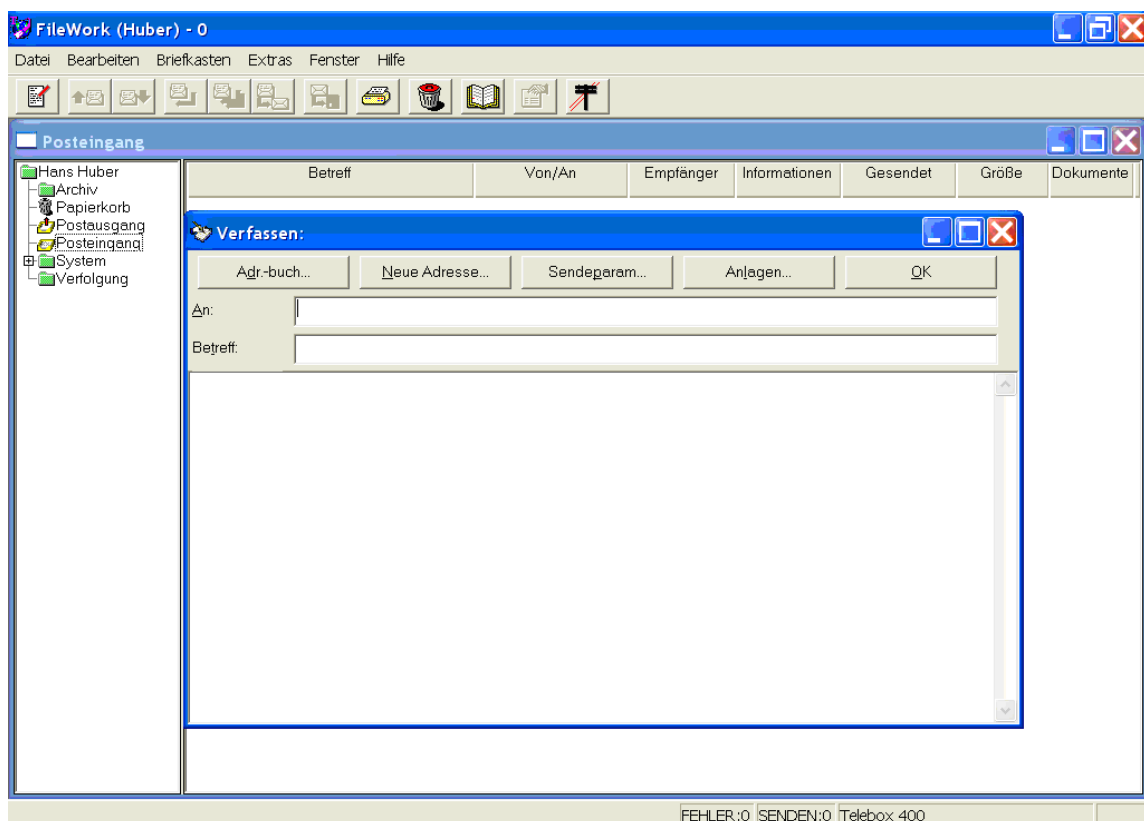 FileWork (Huber) - 0
Datei Bearbeiten Briefkasten Extras Fenster Hilfe
Posteingang
Hans Huber
Archiv
Papierkorb
Postausgang
Posteingang
System
Verfolgung
Betreff Von/An Empfänger Informationen Gesendet Größe Dokumente
Verfassen:
Adr.-buch... Neue Adresse... Sendeparam... Anlagen... OK
An:
Betreff:
FEHLER:0 SENDEN:0 Telebox 400